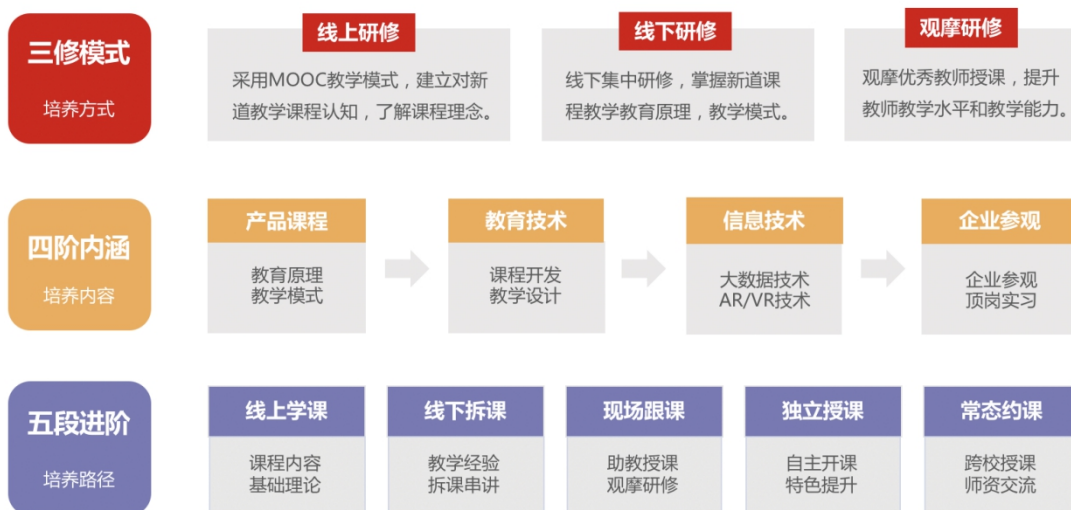 三修模式
培养方式
线上研修
采用MOOC教学模式，建立对新
道教学课程认知，了解课程理念。
线下研修
线下集中研修，掌握新道课
程教学教育原理，教学模式。
观摩研修
观摩优秀教师授课，提升
教师教学水平和教学能力。
四阶内涵
培养内容
产品课程
教育原理
教学模式
教育技术
课程开发
教学设计
信息技术
大数据技术
AR/VR技术
企业参观
企业参观
顶岗实习
五段进阶
培养路径
线上学课
课程内容
基础理论
线下拆课
教学经验
拆课串讲
现场跟课
助教授课
观摩研修
独立授课
自主开课
特色提升
常态约课
跨校授课
师资交流